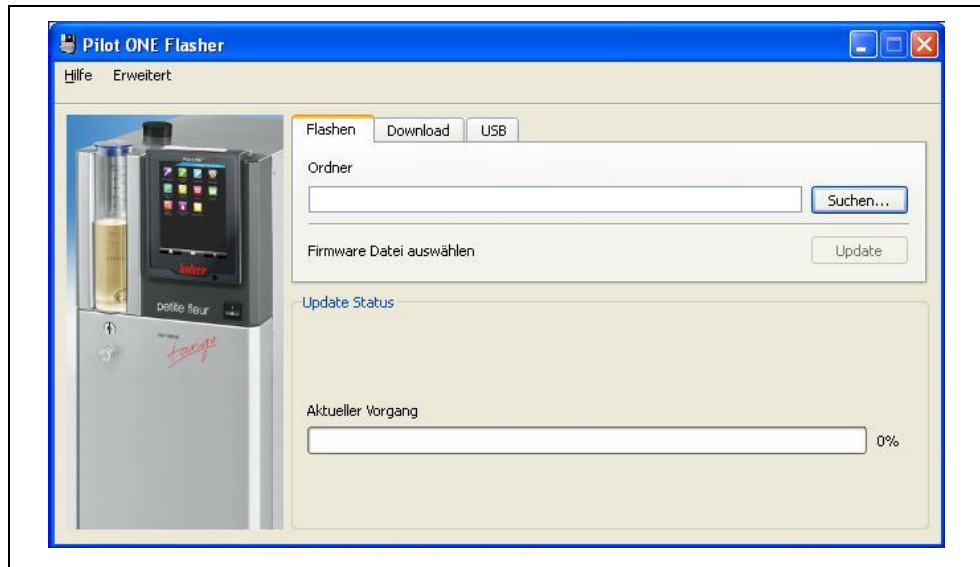 Pilot ONE Flasher
Hilfe Erweitert
Flashen Download USB
Ordner
Suchen...
Firmware Datei auswählen
Update
Update Status
Aktueller Vorgang
0%
huber
petite fleur
tango